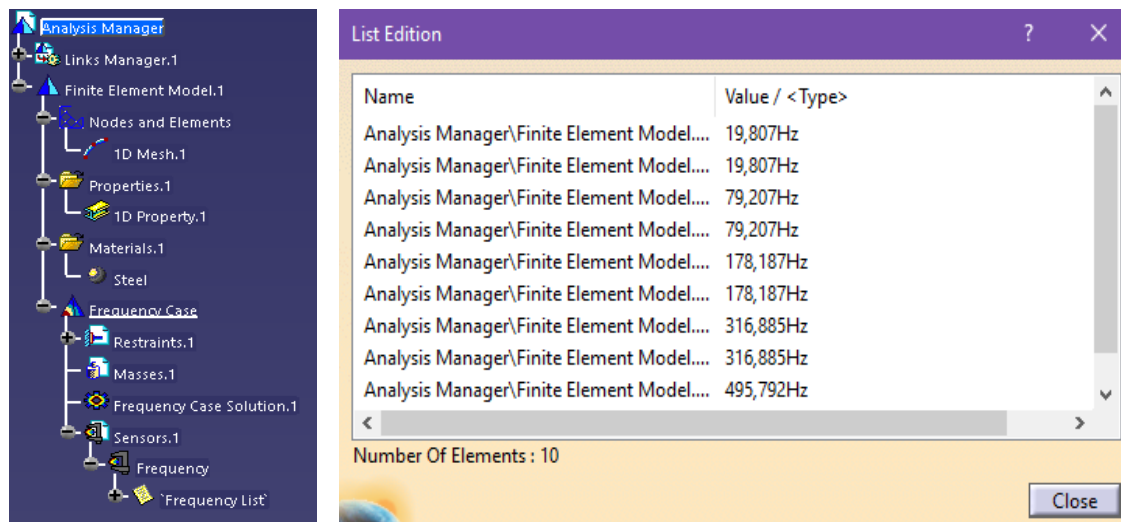 Analysis Manager
Links Manager.1
Finite Element Model.1
Nodes and Elements
1D Mesh.1
Properties.1
1D Property.1
Materials.1
Steel
Frequency Case
Restraints.1
Masses.1
Frequency Case Solution.1
Sensors.1
Frequency
`Frequency List`
List Edition ? ×
Name Value / <Type>
Analysis Manager\Finite Element Model.... 19,807Hz
Analysis Manager\Finite Element Model.... 19,807Hz
Analysis Manager\Finite Element Model.... 79,207Hz
Analysis Manager\Finite Element Model.... 79,207Hz
Analysis Manager\Finite Element Model.... 178,187Hz
Analysis Manager\Finite Element Model.... 178,187Hz
Analysis Manager\Finite Element Model.... 316,885Hz
Analysis Manager\Finite Element Model.... 316,885Hz
Analysis Manager\Finite Element Model.... 495,792Hz
Number Of Elements : 10
Close